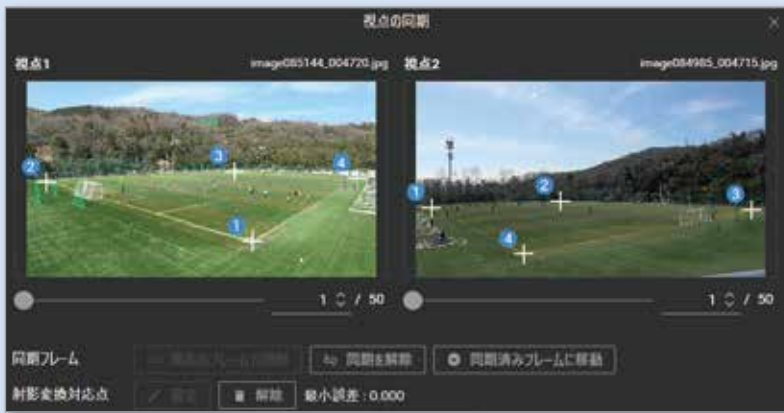 視点の同期
視点1 image085144_004720.jpg
視点2 image084985_004715.jpg
1 2 3 4
1 2 3 4
1 / 50
1 / 50
同期フレーム 同期を解除 同期済みフレームに移動
射影変換対応点 解除 最小誤差 : 0.000